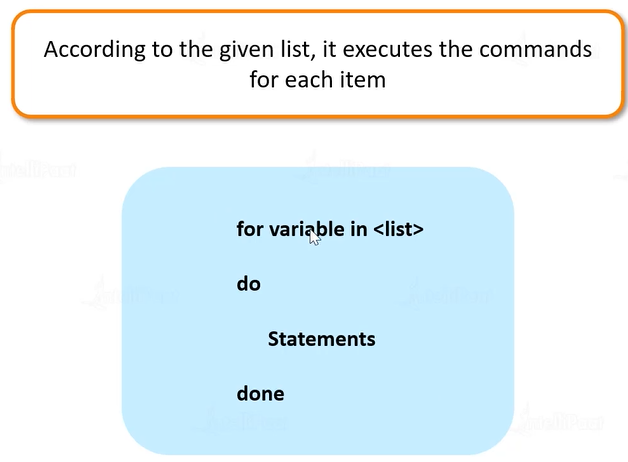 According to the given list, it executes the commands
for each item
for variable in <list>
do
Statements
done